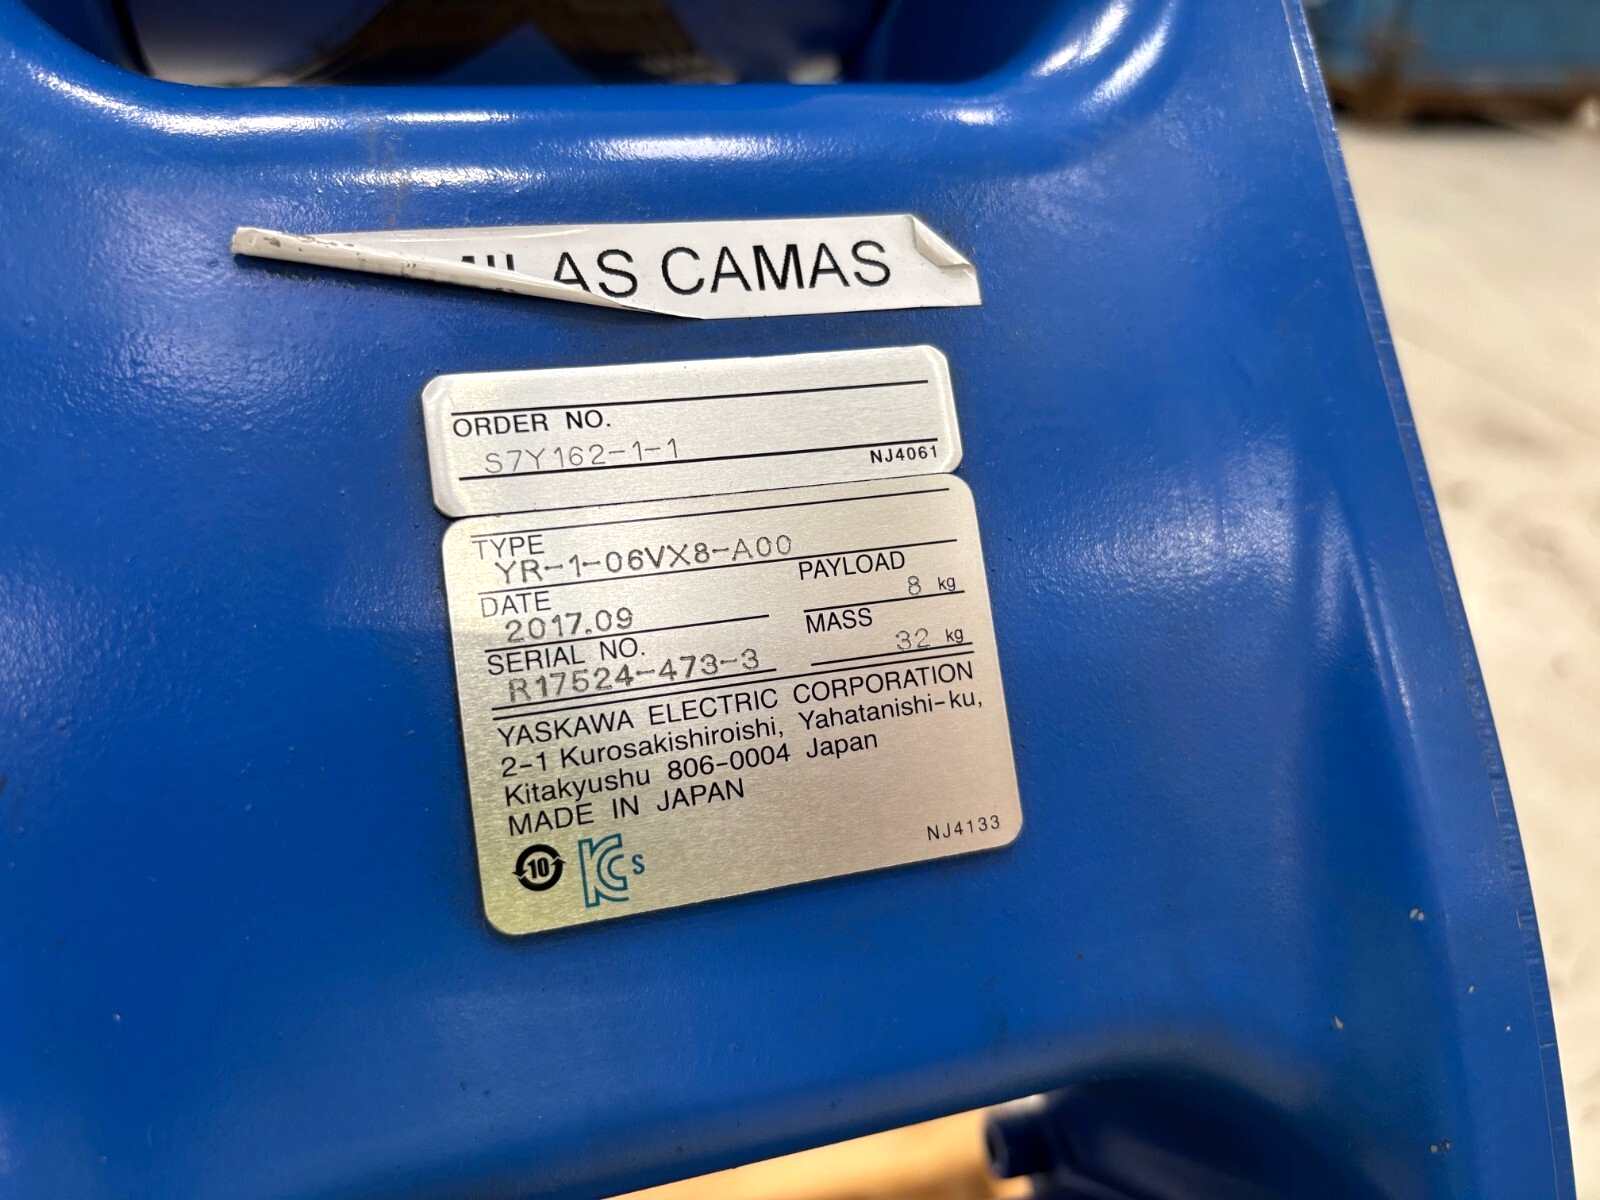 AS CAMAS
ORDER NO.
S7Y162-1-1
NJ4061
TYPE
YR-1-06VX8-A00
PAYLOAD
8 kg
DATE
2017.09
MASS
32 kg
SERIAL NO.
R17524-473-3
YASKAWA ELECTRIC CORPORATION
2-1 Kurosakishiroishi, Yahatanishi-ku,
Kitakyushu 806-0004 Japan
MADE IN JAPAN
NJ4133
10
KC s